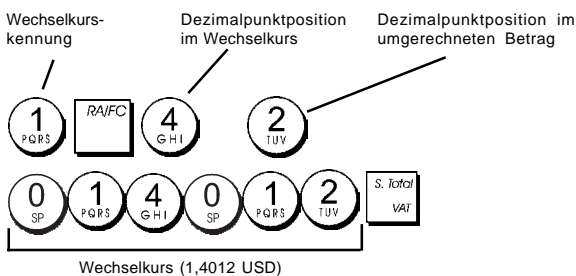 Wechselkurs-
kennung
Dezimalpunktposition
im Wechselkurs
Dezimalpunktposition im
umgerechneten Betrag
1 RA/FC 4 2
PQRS GHI TUV
0 1 4 0 1 2 S. Total
SP PQRS GHI SP PQRS TUV VAT
Wechselkurs (1,4012 USD)